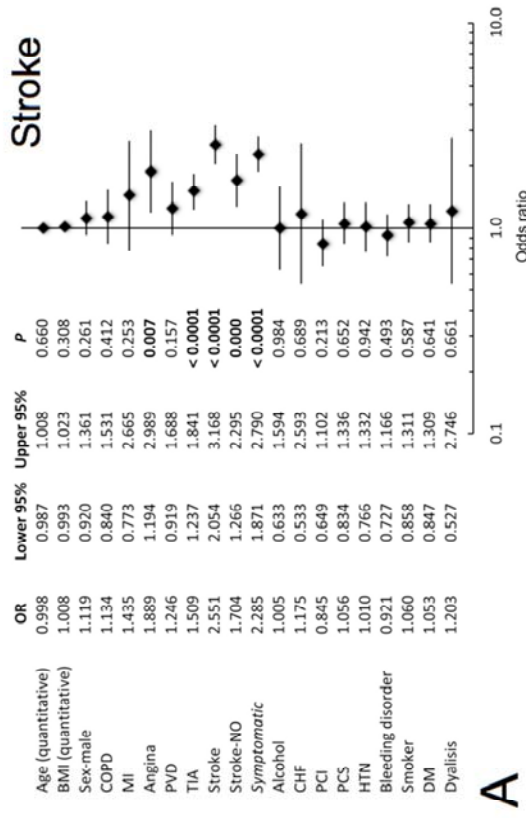 Stroke
OR Lower 95% Upper 95% P
Age (quantitative) 0.998 0.987 1.008 0.660
BMI (quantitative) 1.008 0.993 1.023 0.308
Sex-male 1.119 0.920 1.361 0.261
COPD 1.134 0.840 1.531 0.412
MI 1.435 0.773 2.665 0.253
Angina 1.889 1.194 2.989 0.007
PVD 1.246 0.919 1.688 0.157
TIA 1.509 1.237 1.841 < 0.0001
Stroke 2.551 2.054 3.168 < 0.0001
Stroke-NO 1.704 1.266 2.295 0.000
Symptomatic 2.285 1.871 2.790 < 0.0001
Alcohol 1.005 0.633 1.594 0.984
CHF 1.175 0.533 2.593 0.689
PCI 0.845 0.649 1.102 0.213
PCS 1.056 0.834 1.336 0.652
HTN 1.010 0.766 1.332 0.942
Bleeding disorder 0.921 0.727 1.166 0.493
Smoker 1.060 0.858 1.311 0.587
DM 1.053 0.847 1.309 0.641
Dyalisis 1.203 0.527 2.746 0.661
0.1 1.0 10.0
Odds ratio
A